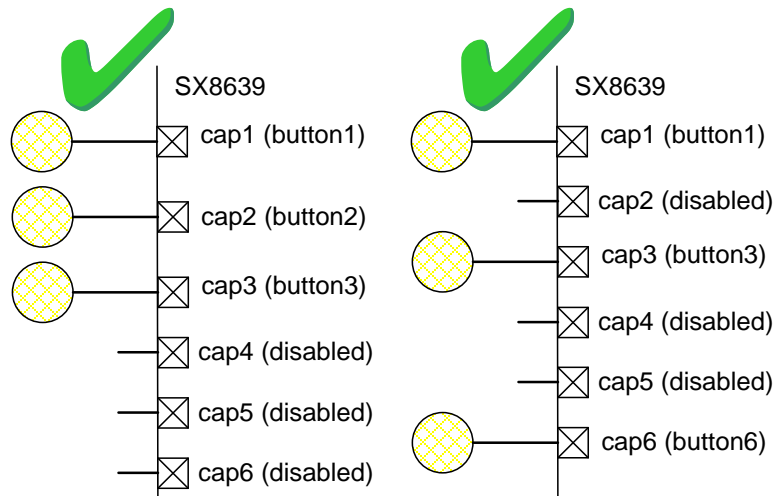 SX8639
cap1 (button1)
cap2 (button2)
cap3 (button3)
cap4 (disabled)
cap5 (disabled)
cap6 (disabled)
SX8639
cap1 (button1)
cap2 (disabled)
cap3 (button3)
cap4 (disabled)
cap5 (disabled)
cap6 (button6)